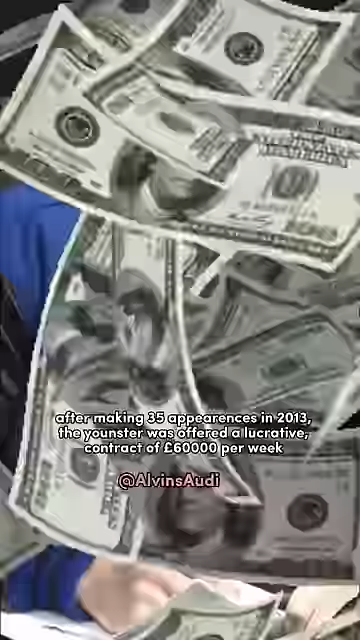 after making 35 appearences in 2013,
the younster was offered a lucrative,
contract of £60000 per week
@AlvinsAudi